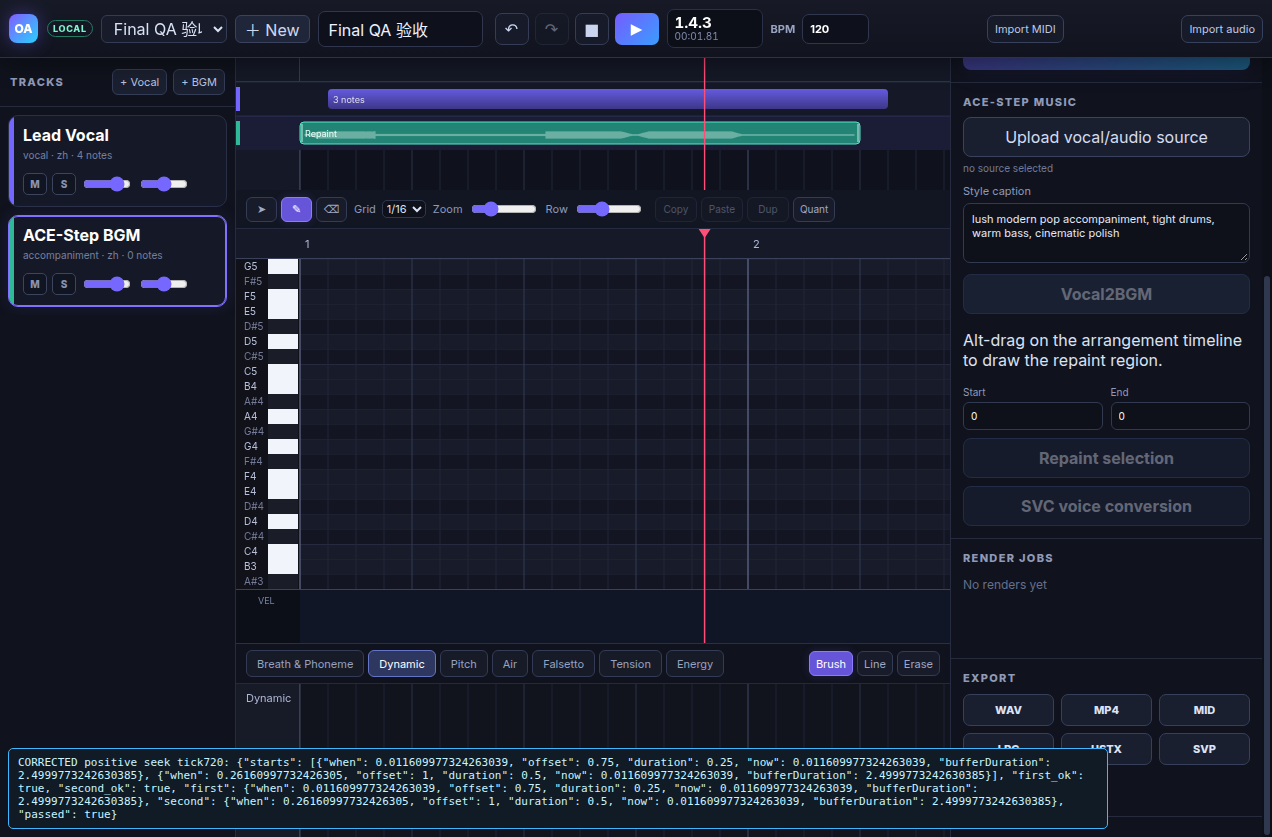 OA
LOCAL
Final QA 验收
+ New
Final QA 验收
1.4.3
00:01.81
BPM
120
Import MIDI
Import audio
TRACKS
+ Vocal
+ BGM
Lead Vocal
vocal · zh · 4 notes
M
S
ACE-Step BGM
accompaniment · zh · 0 notes
M
S
3 notes
Repaint
Grid
1/16
Zoom
Row
Copy
Paste
Dup
Quant
1
2
G5
F#5
F5
E5
D#5
D5
C#5
C5
B4
A#4
A4
G#4
G4
F#4
F4
E4
D#4
D4
C#4
C4
B3
A#3
VEL
Breath & Phoneme
Dynamic
Pitch
Air
Falsetto
Tension
Energy
Brush
Line
Erase
Dynamic
ACE-STEP MUSIC
Upload vocal/audio source
no source selected
Style caption
lush modern pop accompaniment, tight drums,
warm bass, cinematic polish
Vocal2BGM
Alt-drag on the arrangement timeline
to draw the repaint region.
Start
End
0
0
Repaint selection
SVC voice conversion
RENDER JOBS
No renders yet
EXPORT
WAV
MP4
MID
SVP
CORRECTED positive seek tick720: {"starts": [{"when": 0.011609977324263039, "offset": 0.75, "duration": 0.25, "now": 0.011609977324263039, "bufferDuration":
2.4999773242630385}, {"when": 0.26160997732426305, "offset": 1, "duration": 0.5, "now": 0.011609977324263039, "bufferDuration": 2.4999773242630385}], "first_ok":
true, "second_ok": true, "first": {"when": 0.011609977324263039, "offset": 0.75, "duration": 0.25, "now": 0.011609977324263039, "bufferDuration":
2.4999773242630385}, "second": {"when": 0.26160997732426305, "offset": 1, "duration": 0.5, "now": 0.011609977324263039, "bufferDuration": 2.4999773242630385},
"passed": true}